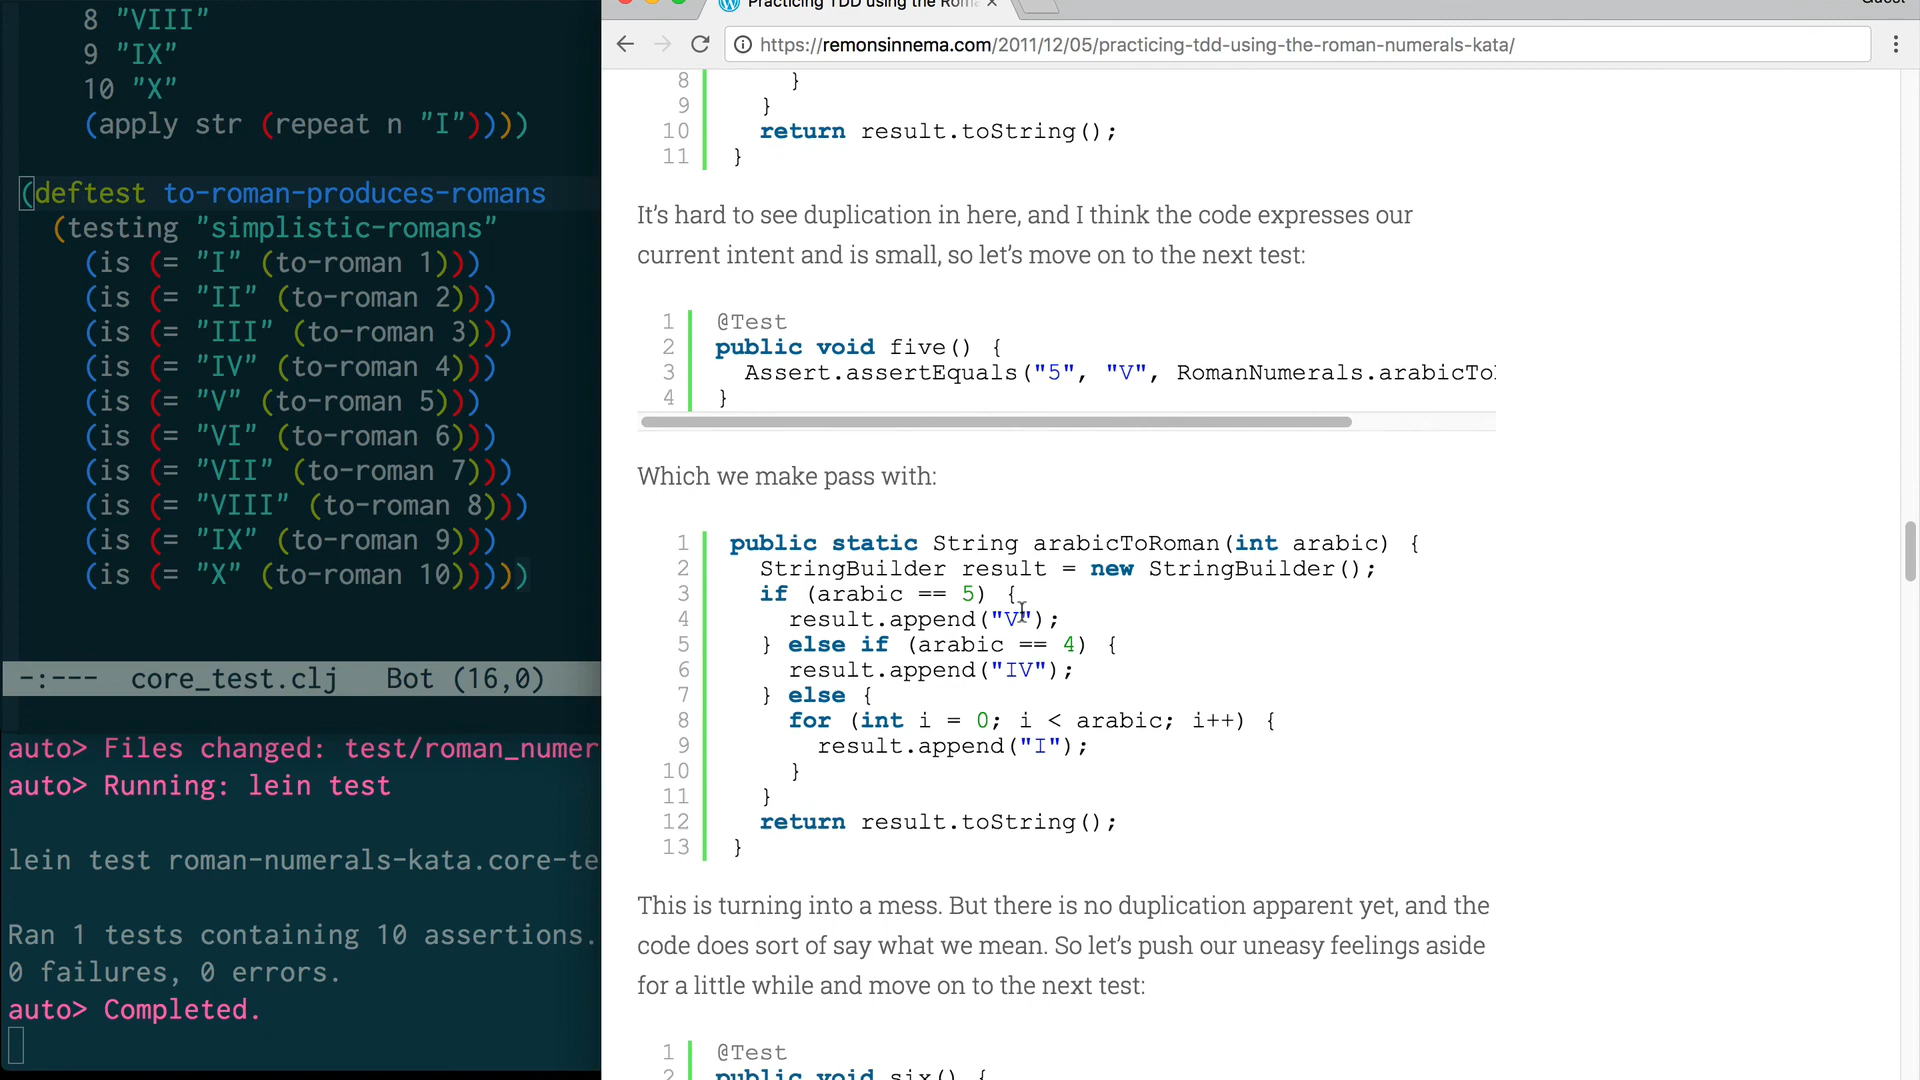 8 "VIII"
9 "IX"
10 "X"
(apply str (repeat n "I"))))
(deftest to-roman-produces-romans
(testing "simplistic-romans"
(is (= "I" (to-roman 1)))
(is (= "II" (to-roman 2)))
(is (= "III" (to-roman 3)))
(is (= "IV" (to-roman 4)))
(is (= "V" (to-roman 5)))
(is (= "VI" (to-roman 6)))
(is (= "VII" (to-roman 7)))
(is (= "VIII" (to-roman 8)))
(is (= "IX" (to-roman 9)))
(is (= "X" (to-roman 10)))))
-:--- core_test.clj Bot (16,0)
auto> Files changed: test/roman_numer
auto> Running: lein test
lein test roman-numerals-kata.core-te
Ran 1 tests containing 10 assertions.
0 failures, 0 errors.
auto> Completed.
Practicing TDD using the Rom
Guest
https://remonsinnema.com/2011/12/05/practicing-tdd-using-the-roman-numerals-kata/
8 }
9 }
10 return result.toString();
11 }
It's hard to see duplication in here, and I think the code expresses our
current intent and is small, so let's move on to the next test:
1 @Test
2 public void five() {
3 Assert.assertEquals("5", "V", RomanNumerals.arabicTo
4 }
Which we make pass with:
1 public static String arabicToRoman(int arabic) {
2 StringBuilder result = new StringBuilder();
3 if (arabic == 5) {
4 result.append("V");
5 } else if (arabic == 4) {
6 result.append("IV");
7 } else {
8 for (int i = 0; i < arabic; i++) {
9 result.append("I");
10 }
11 }
12 return result.toString();
13 }
This is turning into a mess. But there is no duplication apparent yet, and the
code does sort of say what we mean. So let's push our uneasy feelings aside
for a little while and move on to the next test:
1 @Test
2 public void six() {